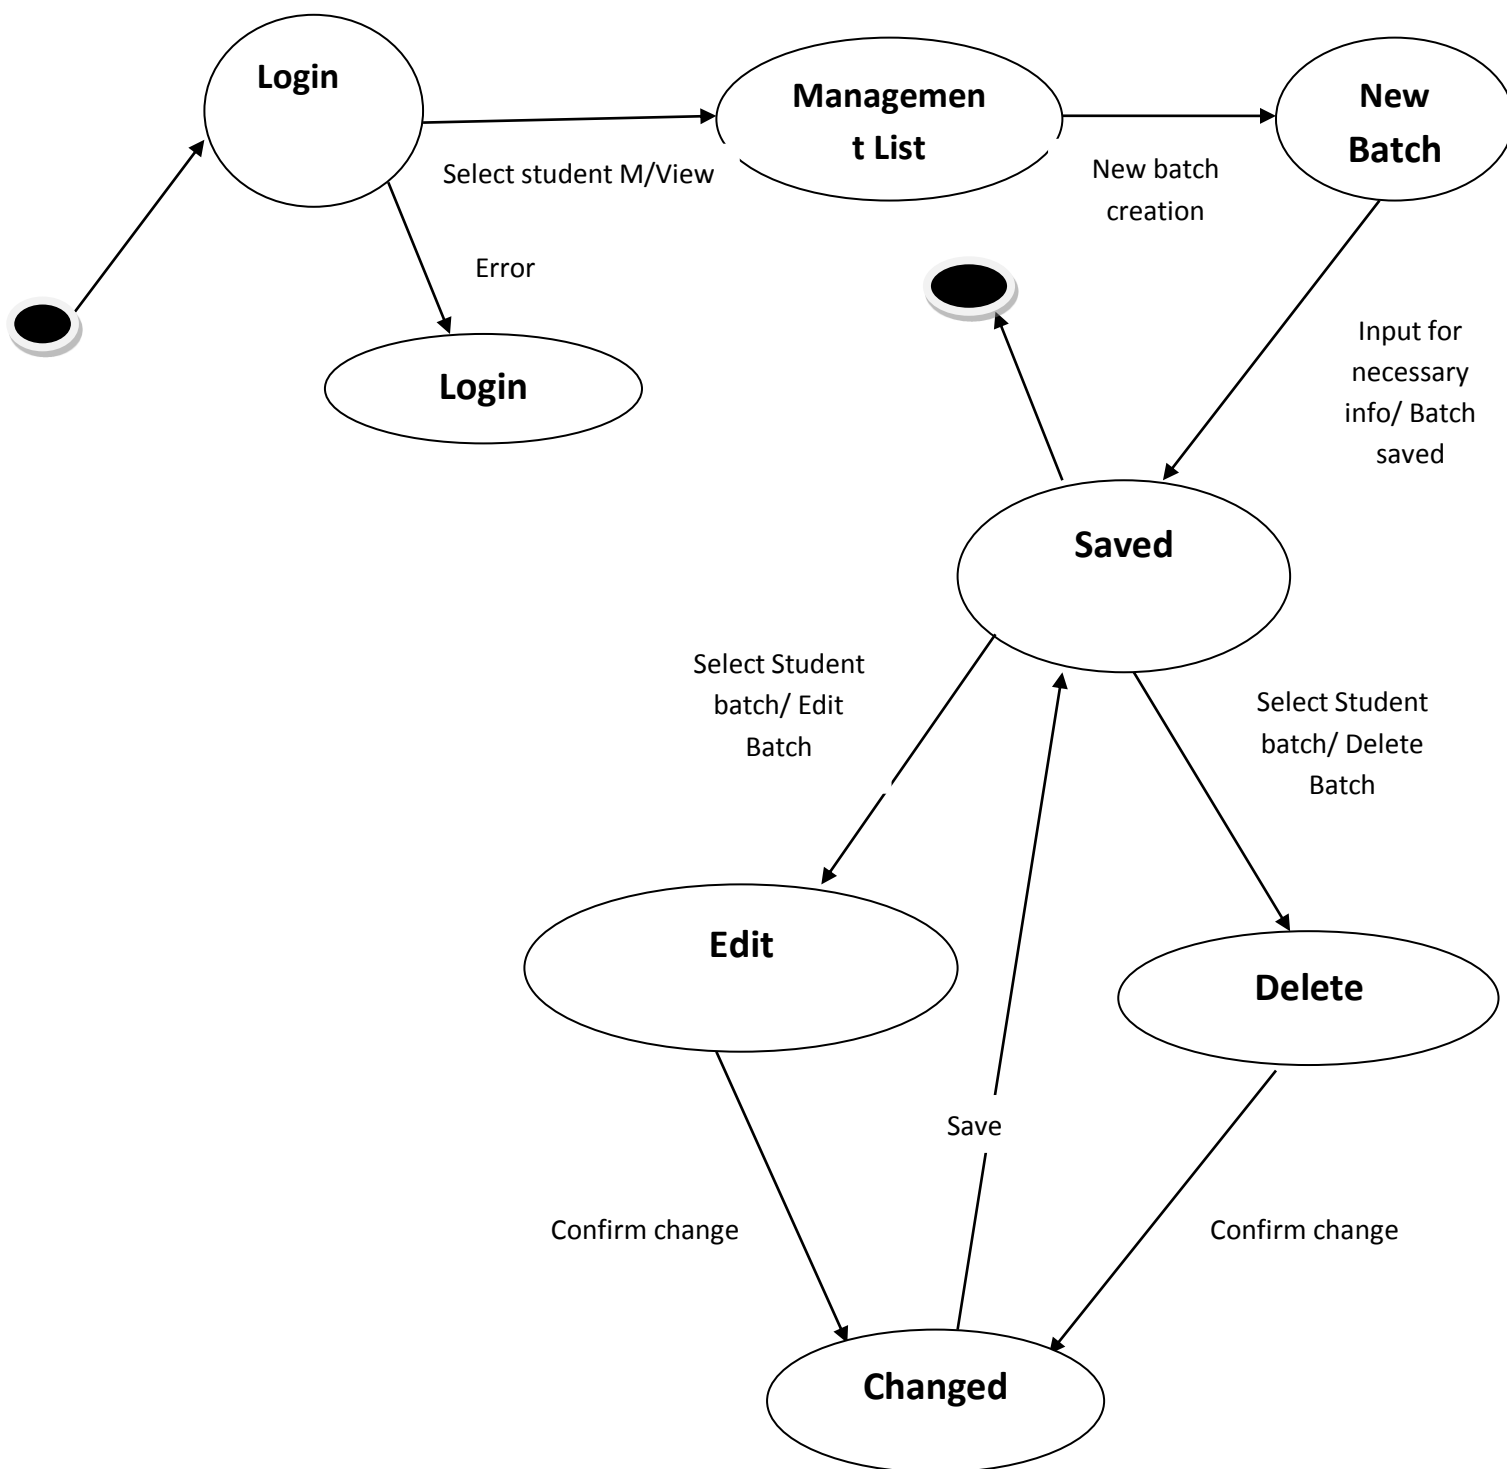 Login
Managemen
t List
New
Batch
Select student M/View
New batch
creation
Error
Login
Input for
necessary
info/ Batch
saved
Saved
Select Student
batch/ Edit
Batch
Select Student
batch/ Delete
Batch
Edit
Delete
Save
Confirm change
Confirm change
Changed